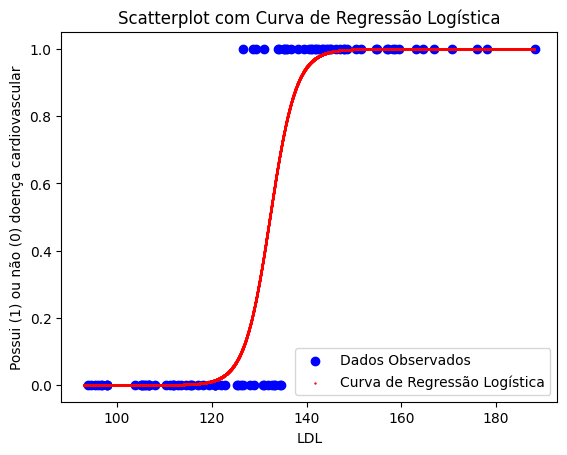 Scatterplot com Curva de Regressão Logística
Possui (1) ou não (0) doença cardiovascular
1.0
0.8
0.6
0.4
0.2
0.0
Dados Observados
Curva de Regressão Logística
100
120
140
160
180
LDL